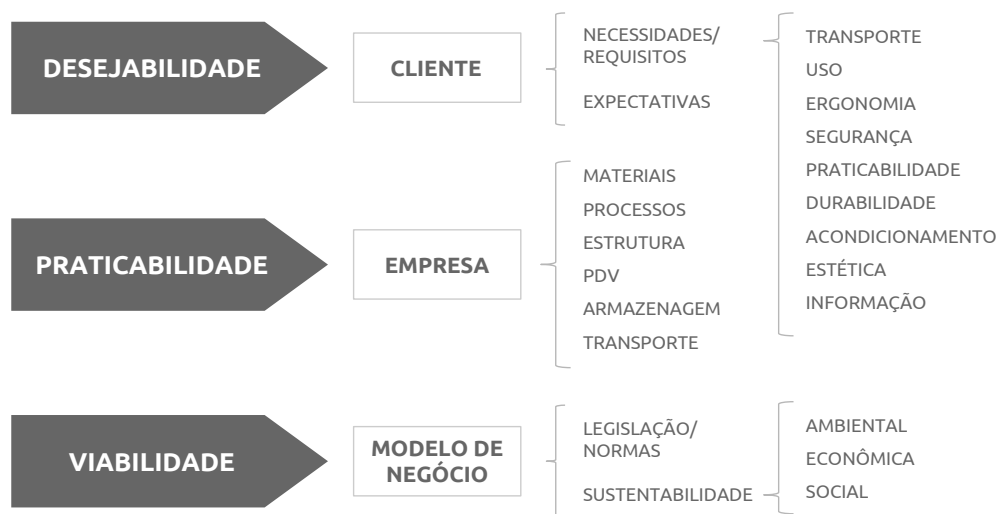 DESEJABILIDADE
CLIENTE
NECESSIDADES/
REQUISITOS
EXPECTATIVAS
TRANSPORTE
USO
ERGONOMIA
SEGURANÇA
PRATICABILIDADE
DURABILIDADE
ACONDICIONAMENTO
ESTÉTICA
INFORMAÇÃO
PRATICABILIDADE
EMPRESA
MATERIAIS
PROCESSOS
ESTRUTURA
PDV
ARMAZENAGEM
TRANSPORTE
VIABILIDADE
MODELO DE
NEGÓCIO
LEGISLAÇÃO/
NORMAS
SUSTENTABILIDADE
AMBIENTAL
ECONÔMICA
SOCIAL